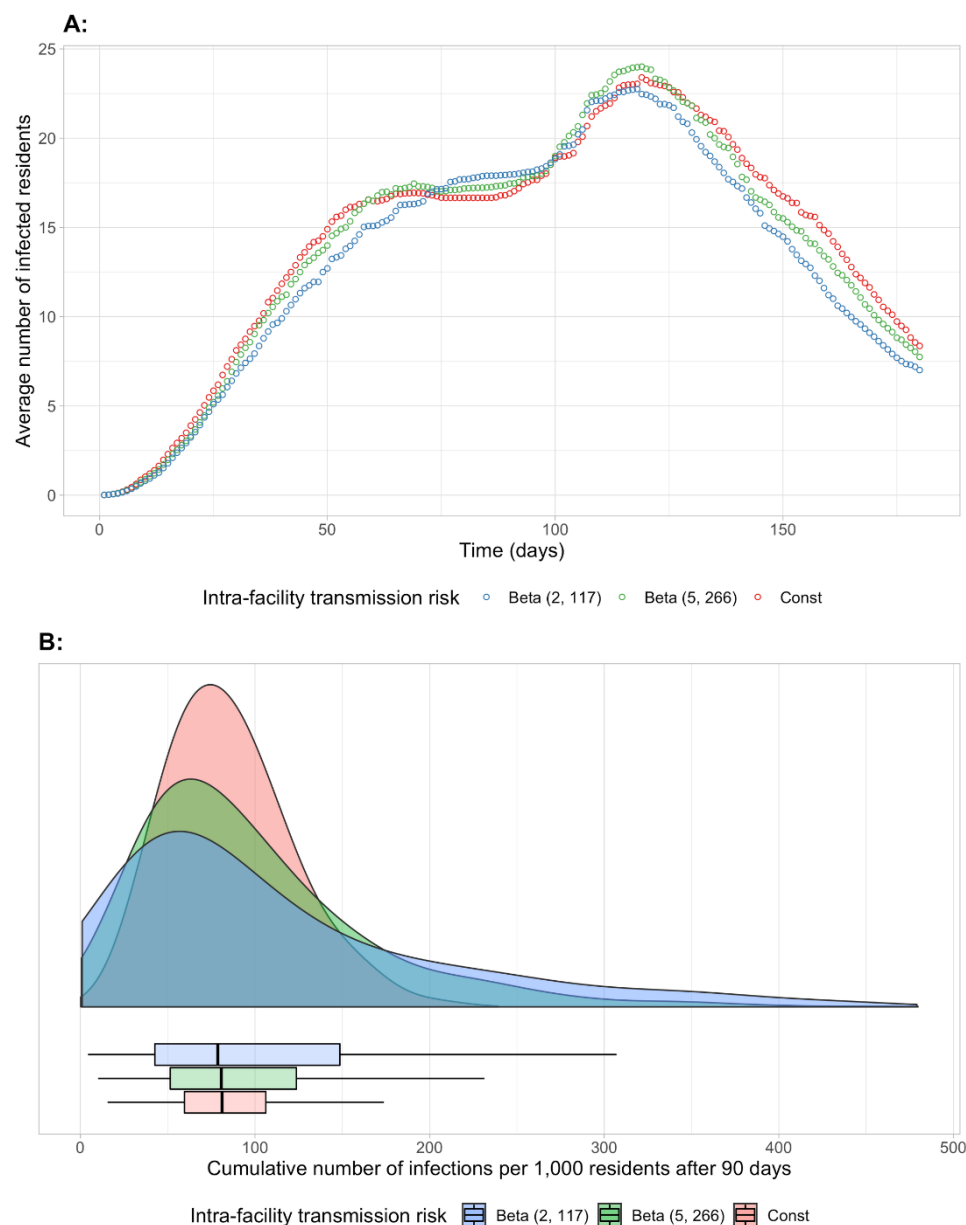 A:
25
20
15
10
5
0
Average number of infected residents
0 50 100 150
Time (days)
Intra-facility transmission risk Beta (2, 117) Beta (5, 266) Const
B:
0 100 200 300 400 500
Cumulative number of infections per 1,000 residents after 90 days
Intra-facility transmission risk Beta (2, 117) Beta (5, 266) Const